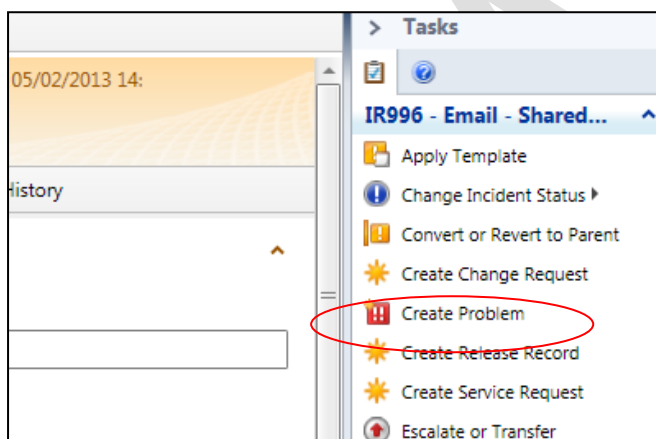 Tasks
05/02/2013 14:
IR996 - Email - Shared...
Apply Template
History
Change Incident Status
Convert or Revert to Parent
Create Change Request
Create Problem
Create Release Record
Create Service Request
Escalate or Transfer